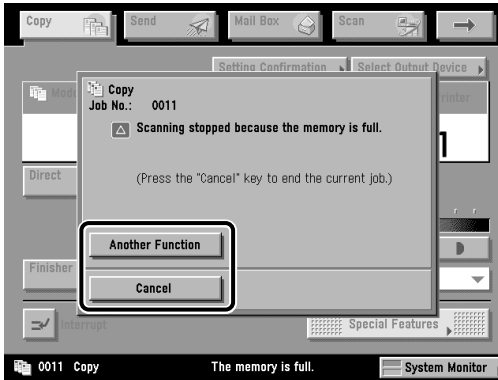 Copy
Send
Mail Box
Scan
Setting Confirmation
Select Output Device
Copy
Job No.: 0011
Scanning stopped because the memory is full.
(Press the "Cancel" key to end the current job.)
Direct
Another Function
Finisher
Cancel
Interrupt
Special Features
0011 Copy
The memory is full.
System Monitor